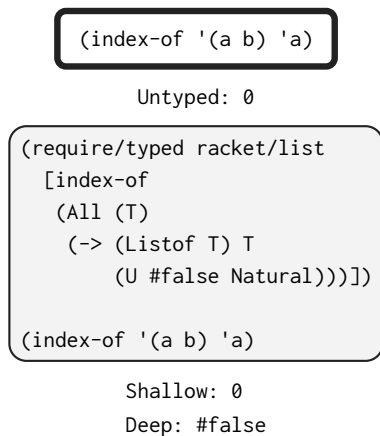 (index-of '(a b) 'a)
Untyped: 0
(require/typed racket/list
  [index-of
   (All (T)
    (-> (Listof T) T
        (U #false Natural)))])
(index-of '(a b) 'a)
Shallow: 0
Deep: #false